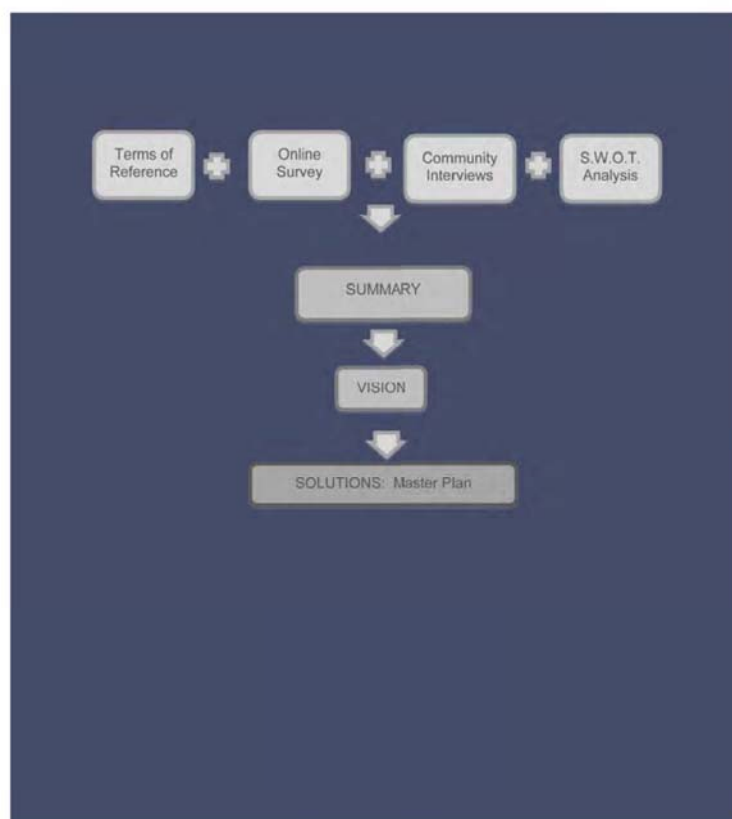 Terms of
Reference
Online
Survey
Community
Interviews
S.W.O.T.
Analysis
SUMMARY
VISION
SOLUTIONS: Master Plan